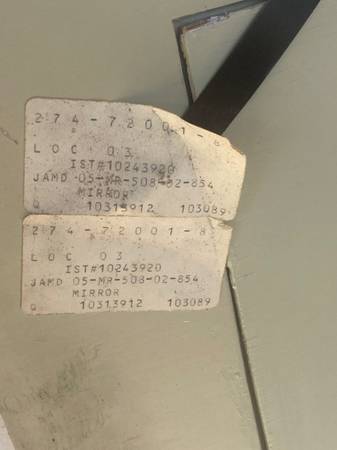 274-72001-8
LOC 03
IST#10243920
JAMD 05-MR-508-02-854
MIRROR
Q 10313912 103089
274-72001-8
LOC 03
IST#10243920
JAMD 05-MR-508-02-854
MIRROR
Q 10313912 103089